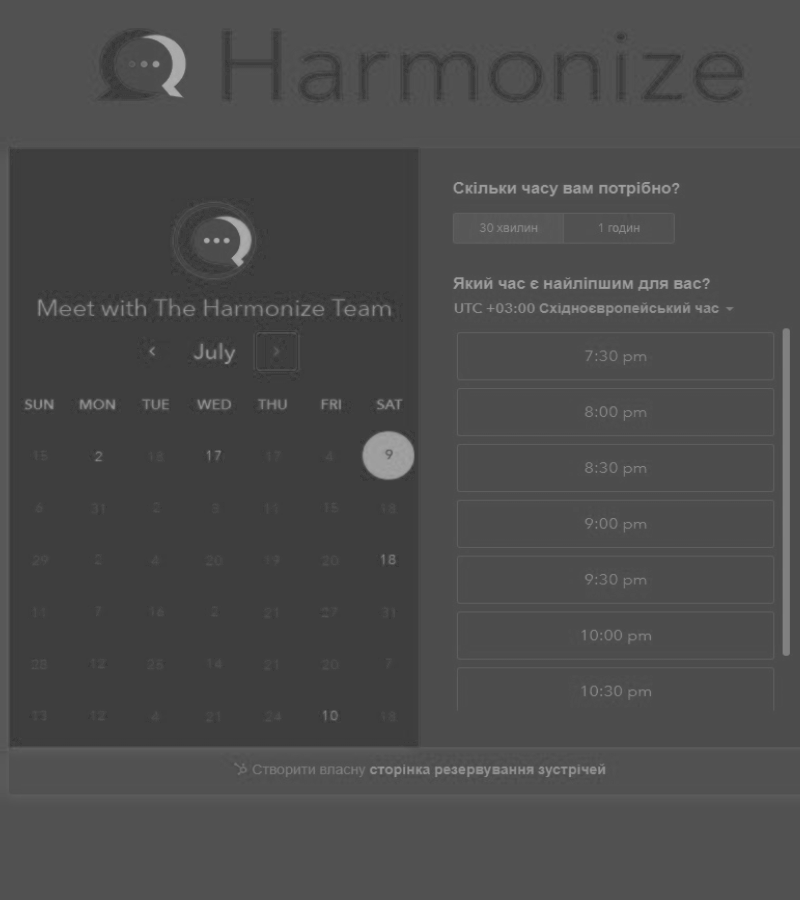 Harmonize
Meet with The Harmonize Team
July
SUN MON TUE WED THU FRI SAT
15 2 17 17 4 9
6 31 2 3 11 15 18
29 2 4 20 19 20 18
11 7 16 2 21 27 31
28 12 25 14 21 20 7
13 12 4 21 24 10 18
Скільки часу вам потрібно?
30 хвилин 1 годин
Який час є найліпшим для вас?
UTC +03:00 Східноєвропейський час
7:30 pm
8:00 pm
8:30 pm
9:00 pm
9:30 pm
10:00 pm
10:30 pm
Створити власну сторінка резервування зустрічей